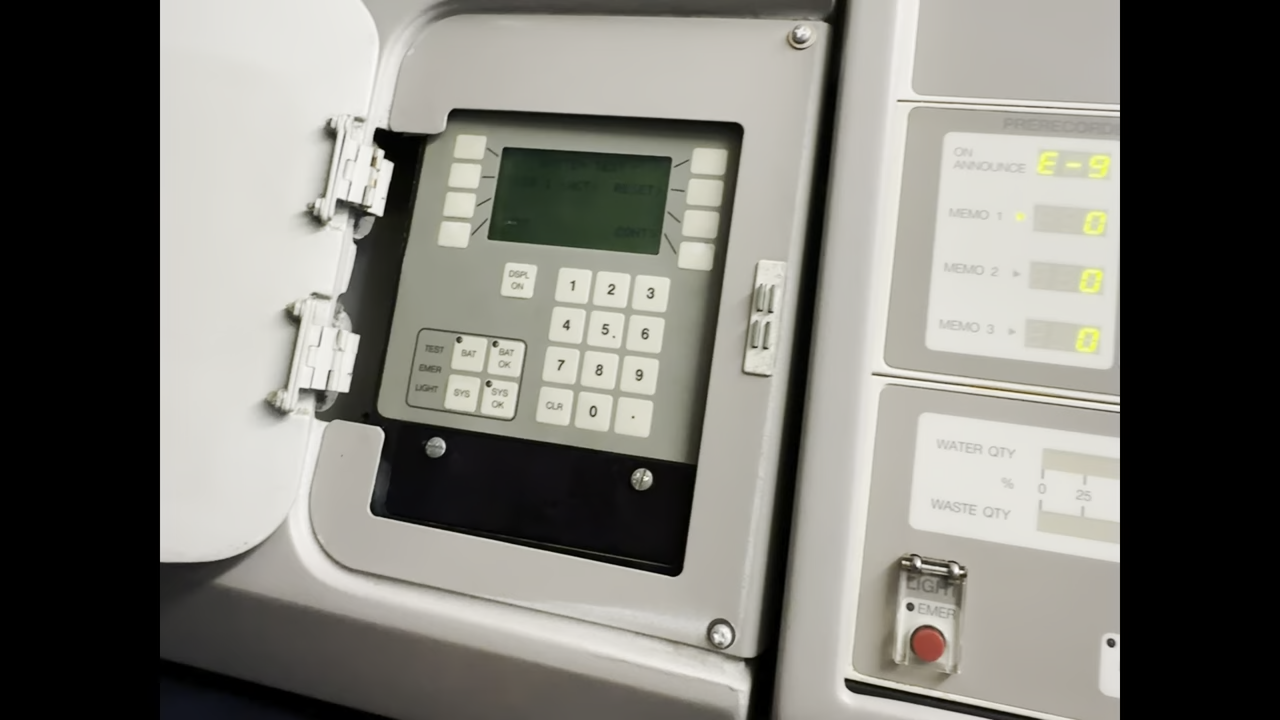 RESET>
CONT>
DSPL
ON
1 2 3
4 5. 6
7 8 9
CLR 0 .
TEST
EMER
LIGHT
BAT
BAT
OK
SYS
SYS
OK
ON
ANNOUNCE E-9
MEMO 1 0
MEMO 2 0
MEMO 3 0
WATER QTY
% 0 25
WASTE QTY
LIGHT
EMER